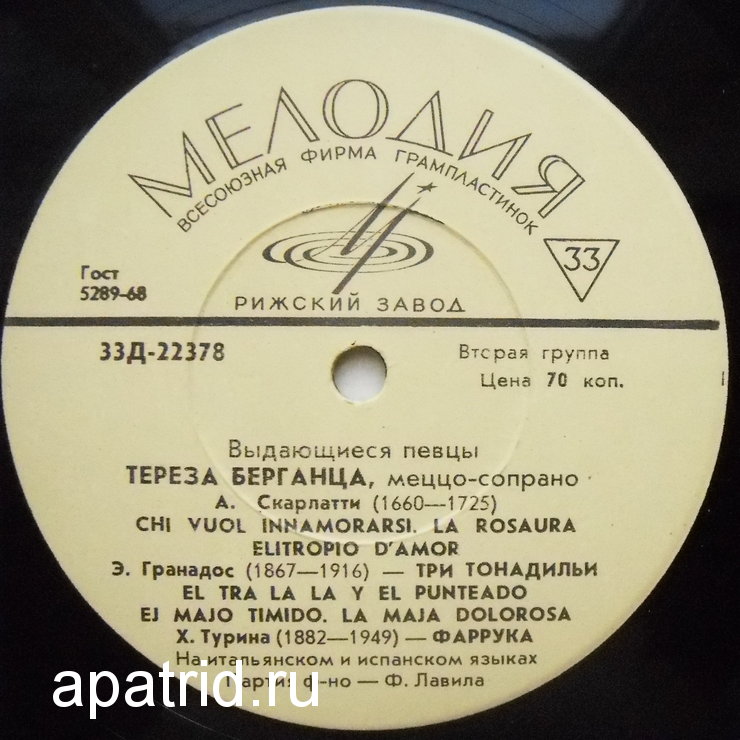 МЕЛОДИЯ
ВСЕСОЮЗНАЯ ФИРМА ГРАМПЛАСТИНОК
33
Гост
5289-68
РИЖСКИЙ ЗАВОД
33Д-22378
Вторая группа
Цена 70 коп.
Выдающиеся певцы
ТЕРЕЗА БЕРГАНЦА, меццо-сопрано
А. Скарлатти (1660—1725)
CHI VUOL INNAMORARSI. LA ROSAURA
ELITROPIO D'AMOR
Э. Гранадос (1867—1916) — ТРИ ТОНАДИЛЬИ
EL TRA LA LA Y EL PUNTEADO
EJ MAJO TIMIDO. LA MAJA DOLOROSA
Х. Турина (1882—1949) — ФАРРУКА
На итальянском и испанском языках
Партия ф-но — Ф. Лавила
apatrid.ru